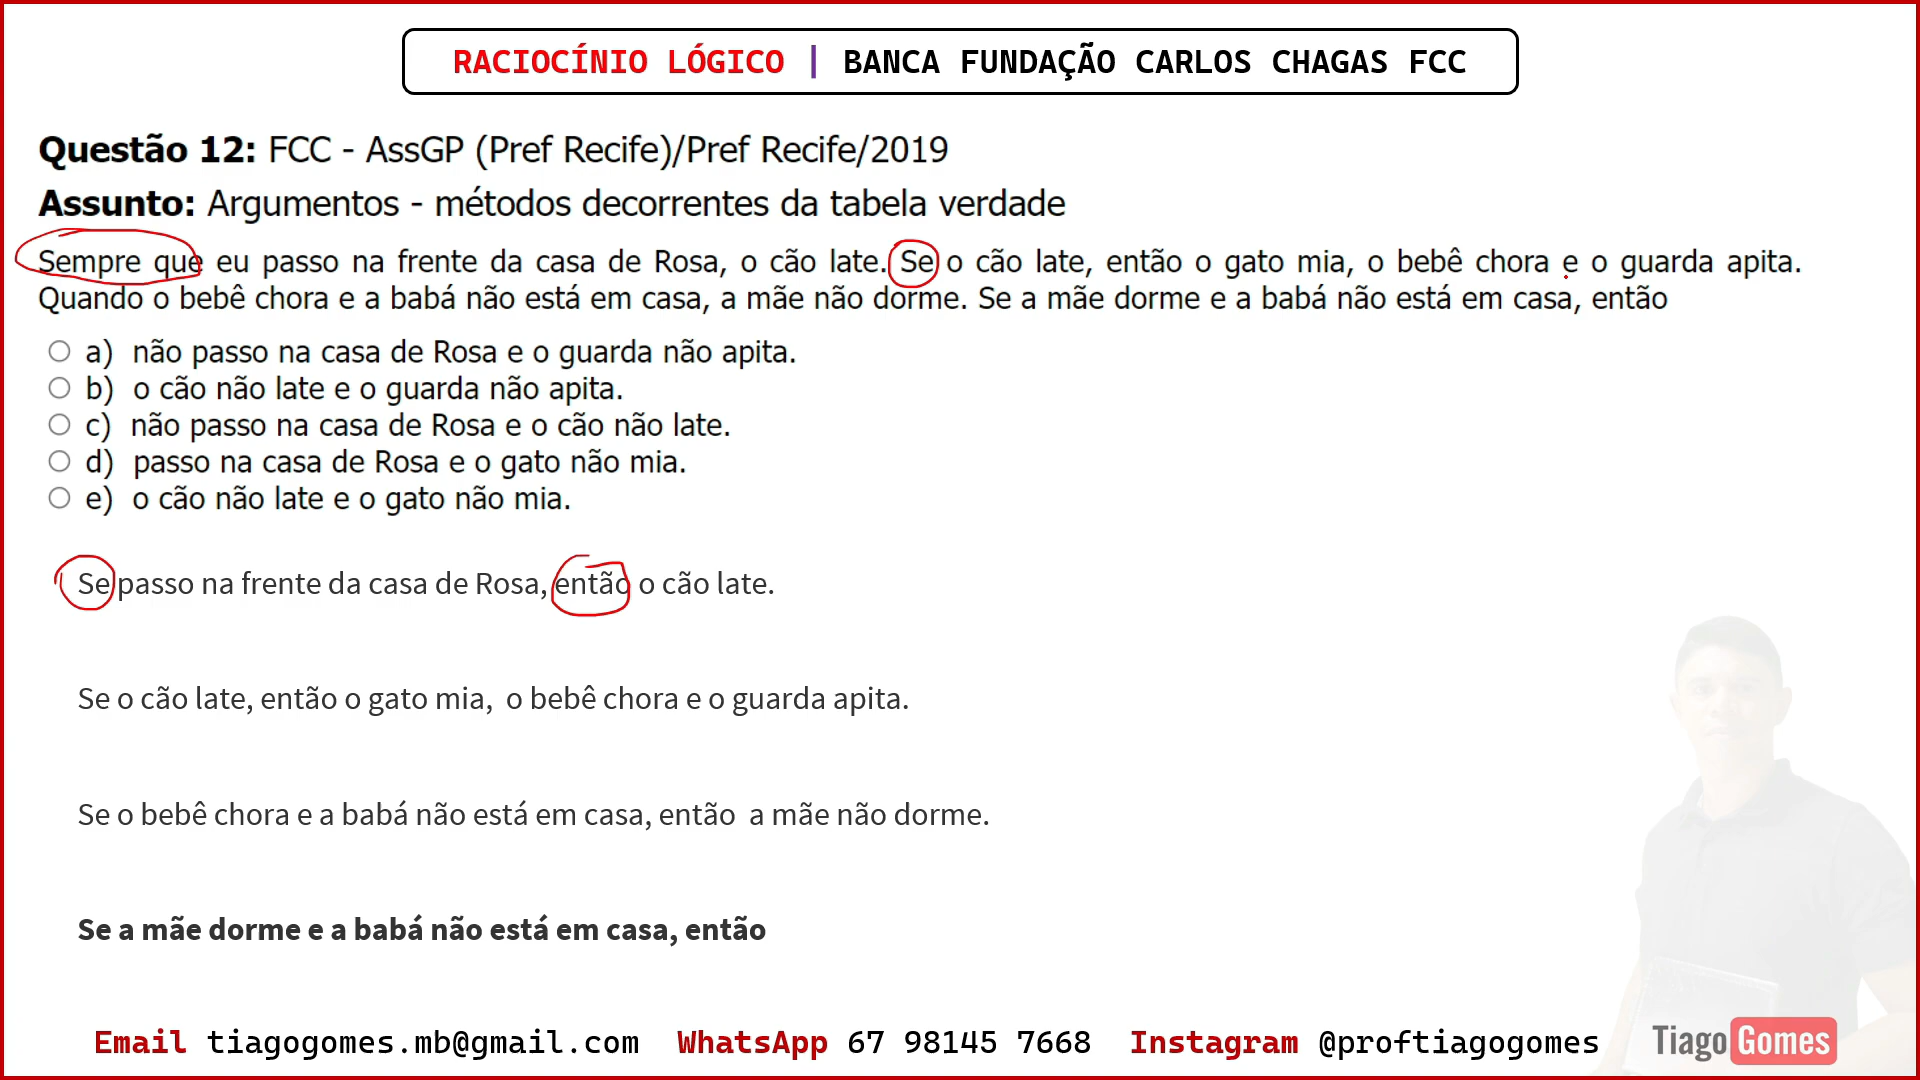 RACIOCÍNIO LÓGICO | BANCA FUNDAÇÃO CARLOS CHAGAS FCC
Questão 12: FCC - AssGP (Pref Recife)/Pref Recife/2019
Assunto: Argumentos - métodos decorrentes da tabela verdade
Sempre que eu passo na frente da casa de Rosa, o cão late. Se o cão late, então o gato mia, o bebê chora e o guarda apita.
Quando o bebê chora e a babá não está em casa, a mãe não dorme. Se a mãe dorme e a babá não está em casa, então
a) não passo na casa de Rosa e o guarda não apita.
b) o cão não late e o guarda não apita.
c) não passo na casa de Rosa e o cão não late.
d) passo na casa de Rosa e o gato não mia.
e) o cão não late e o gato não mia.
Se passo na frente da casa de Rosa, então o cão late.
Se o cão late, então o gato mia, o bebê chora e o guarda apita.
Se o bebê chora e a babá não está em casa, então a mãe não dorme.
Se a mãe dorme e a babá não está em casa, então
Email tiagogomes.mb@gmail.com WhatsApp 67 98145 7668 Instagram @proftiagogomes Tiago Gomes